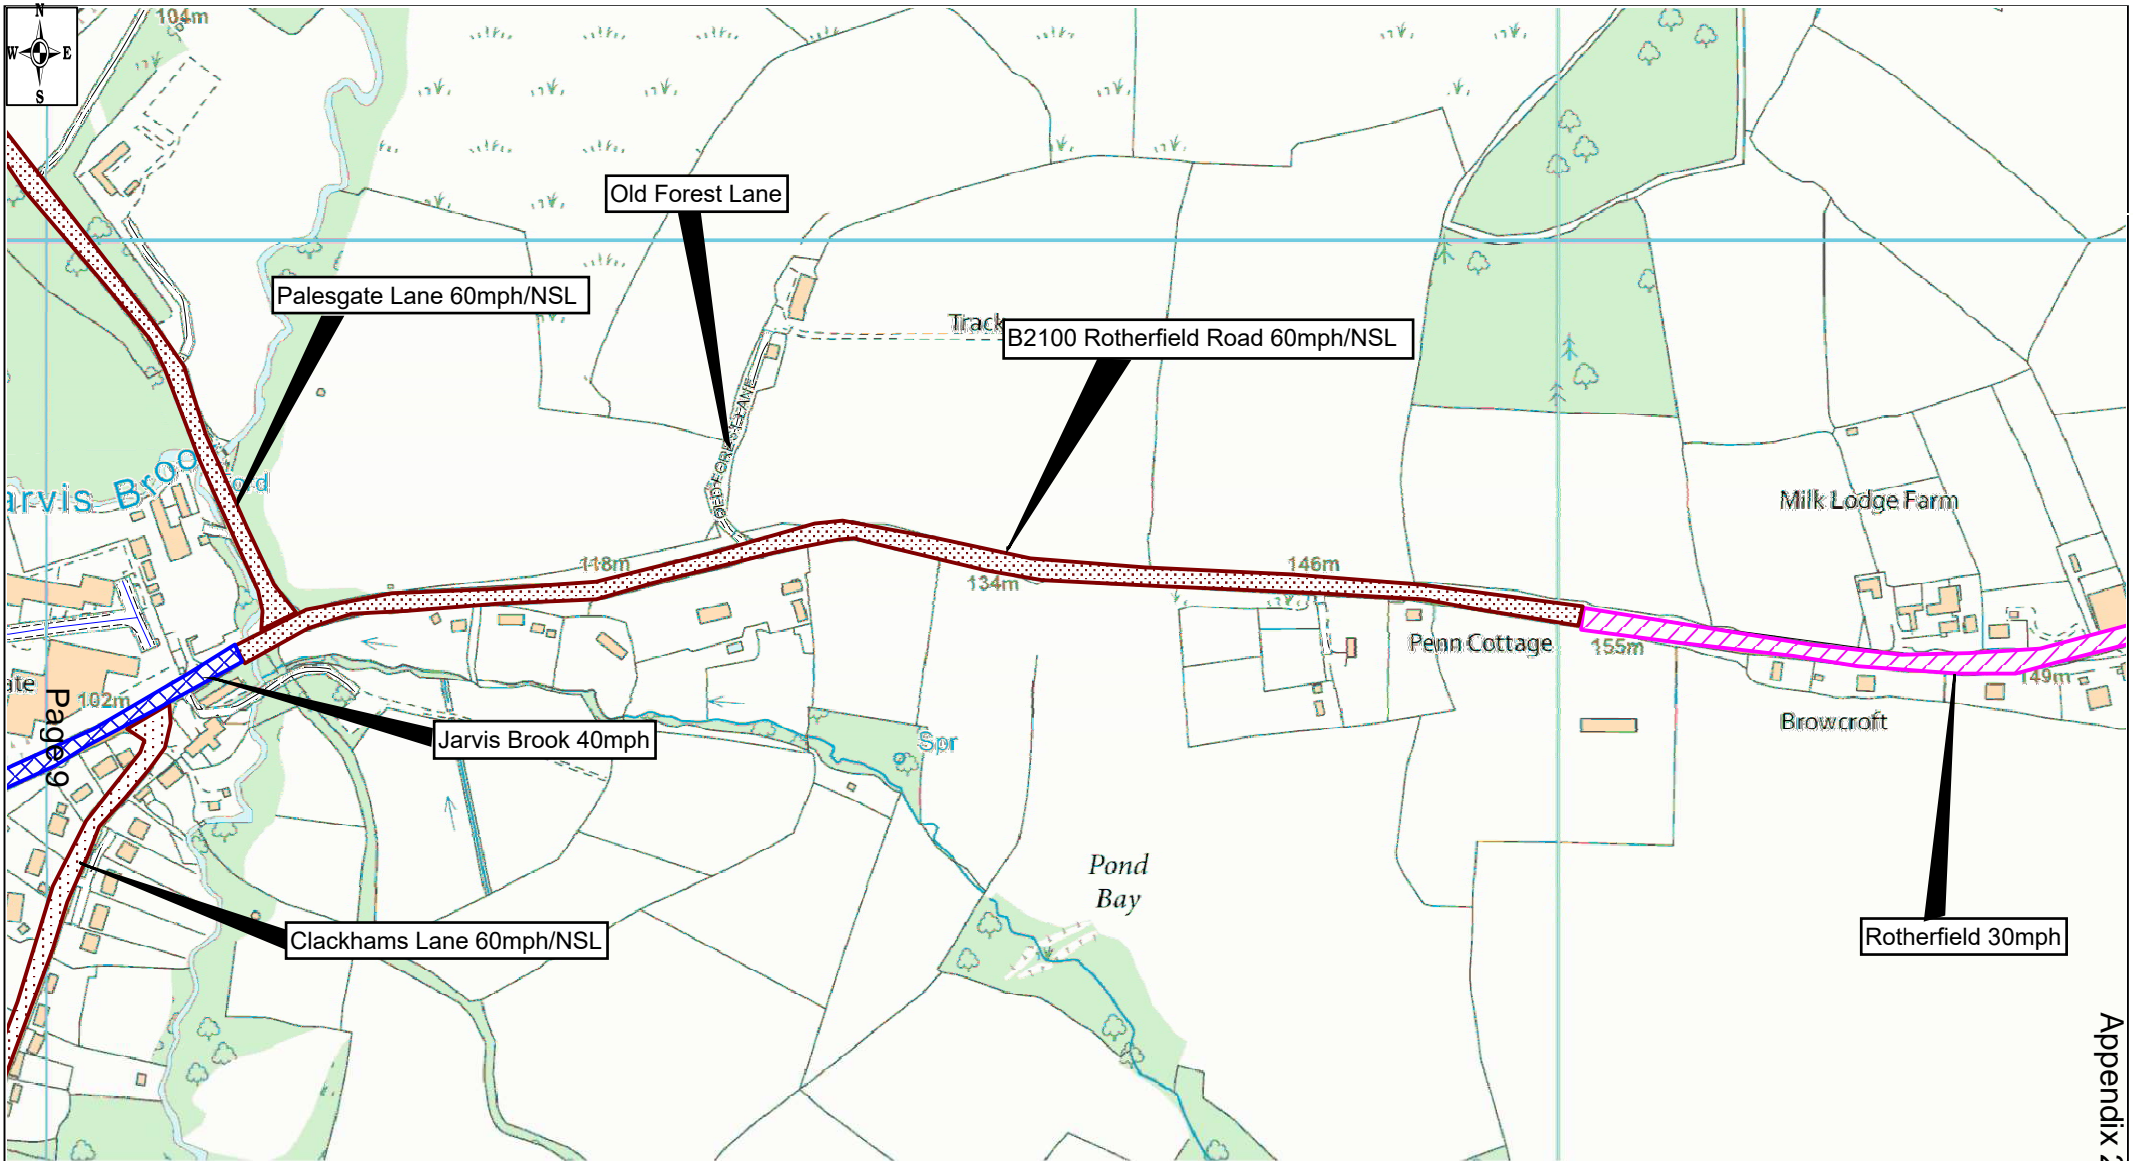 104m
N
W E
S
Old Forest Lane
Palesgate Lane 60mph/NSL
Track
B2100 Rotherfield Road 60mph/NSL
OLD FOREST LANE
arvis Broo
ord
Milk Lodge Farm
118m
134m
146m
Penn Cottage
155m
149m
ate
Page 9
102m
Jarvis Brook 40mph
Browcroft
Spr
Pond
Bay
Clackhams Lane 60mph/NSL
Rotherfield 30mph
Appendix 2